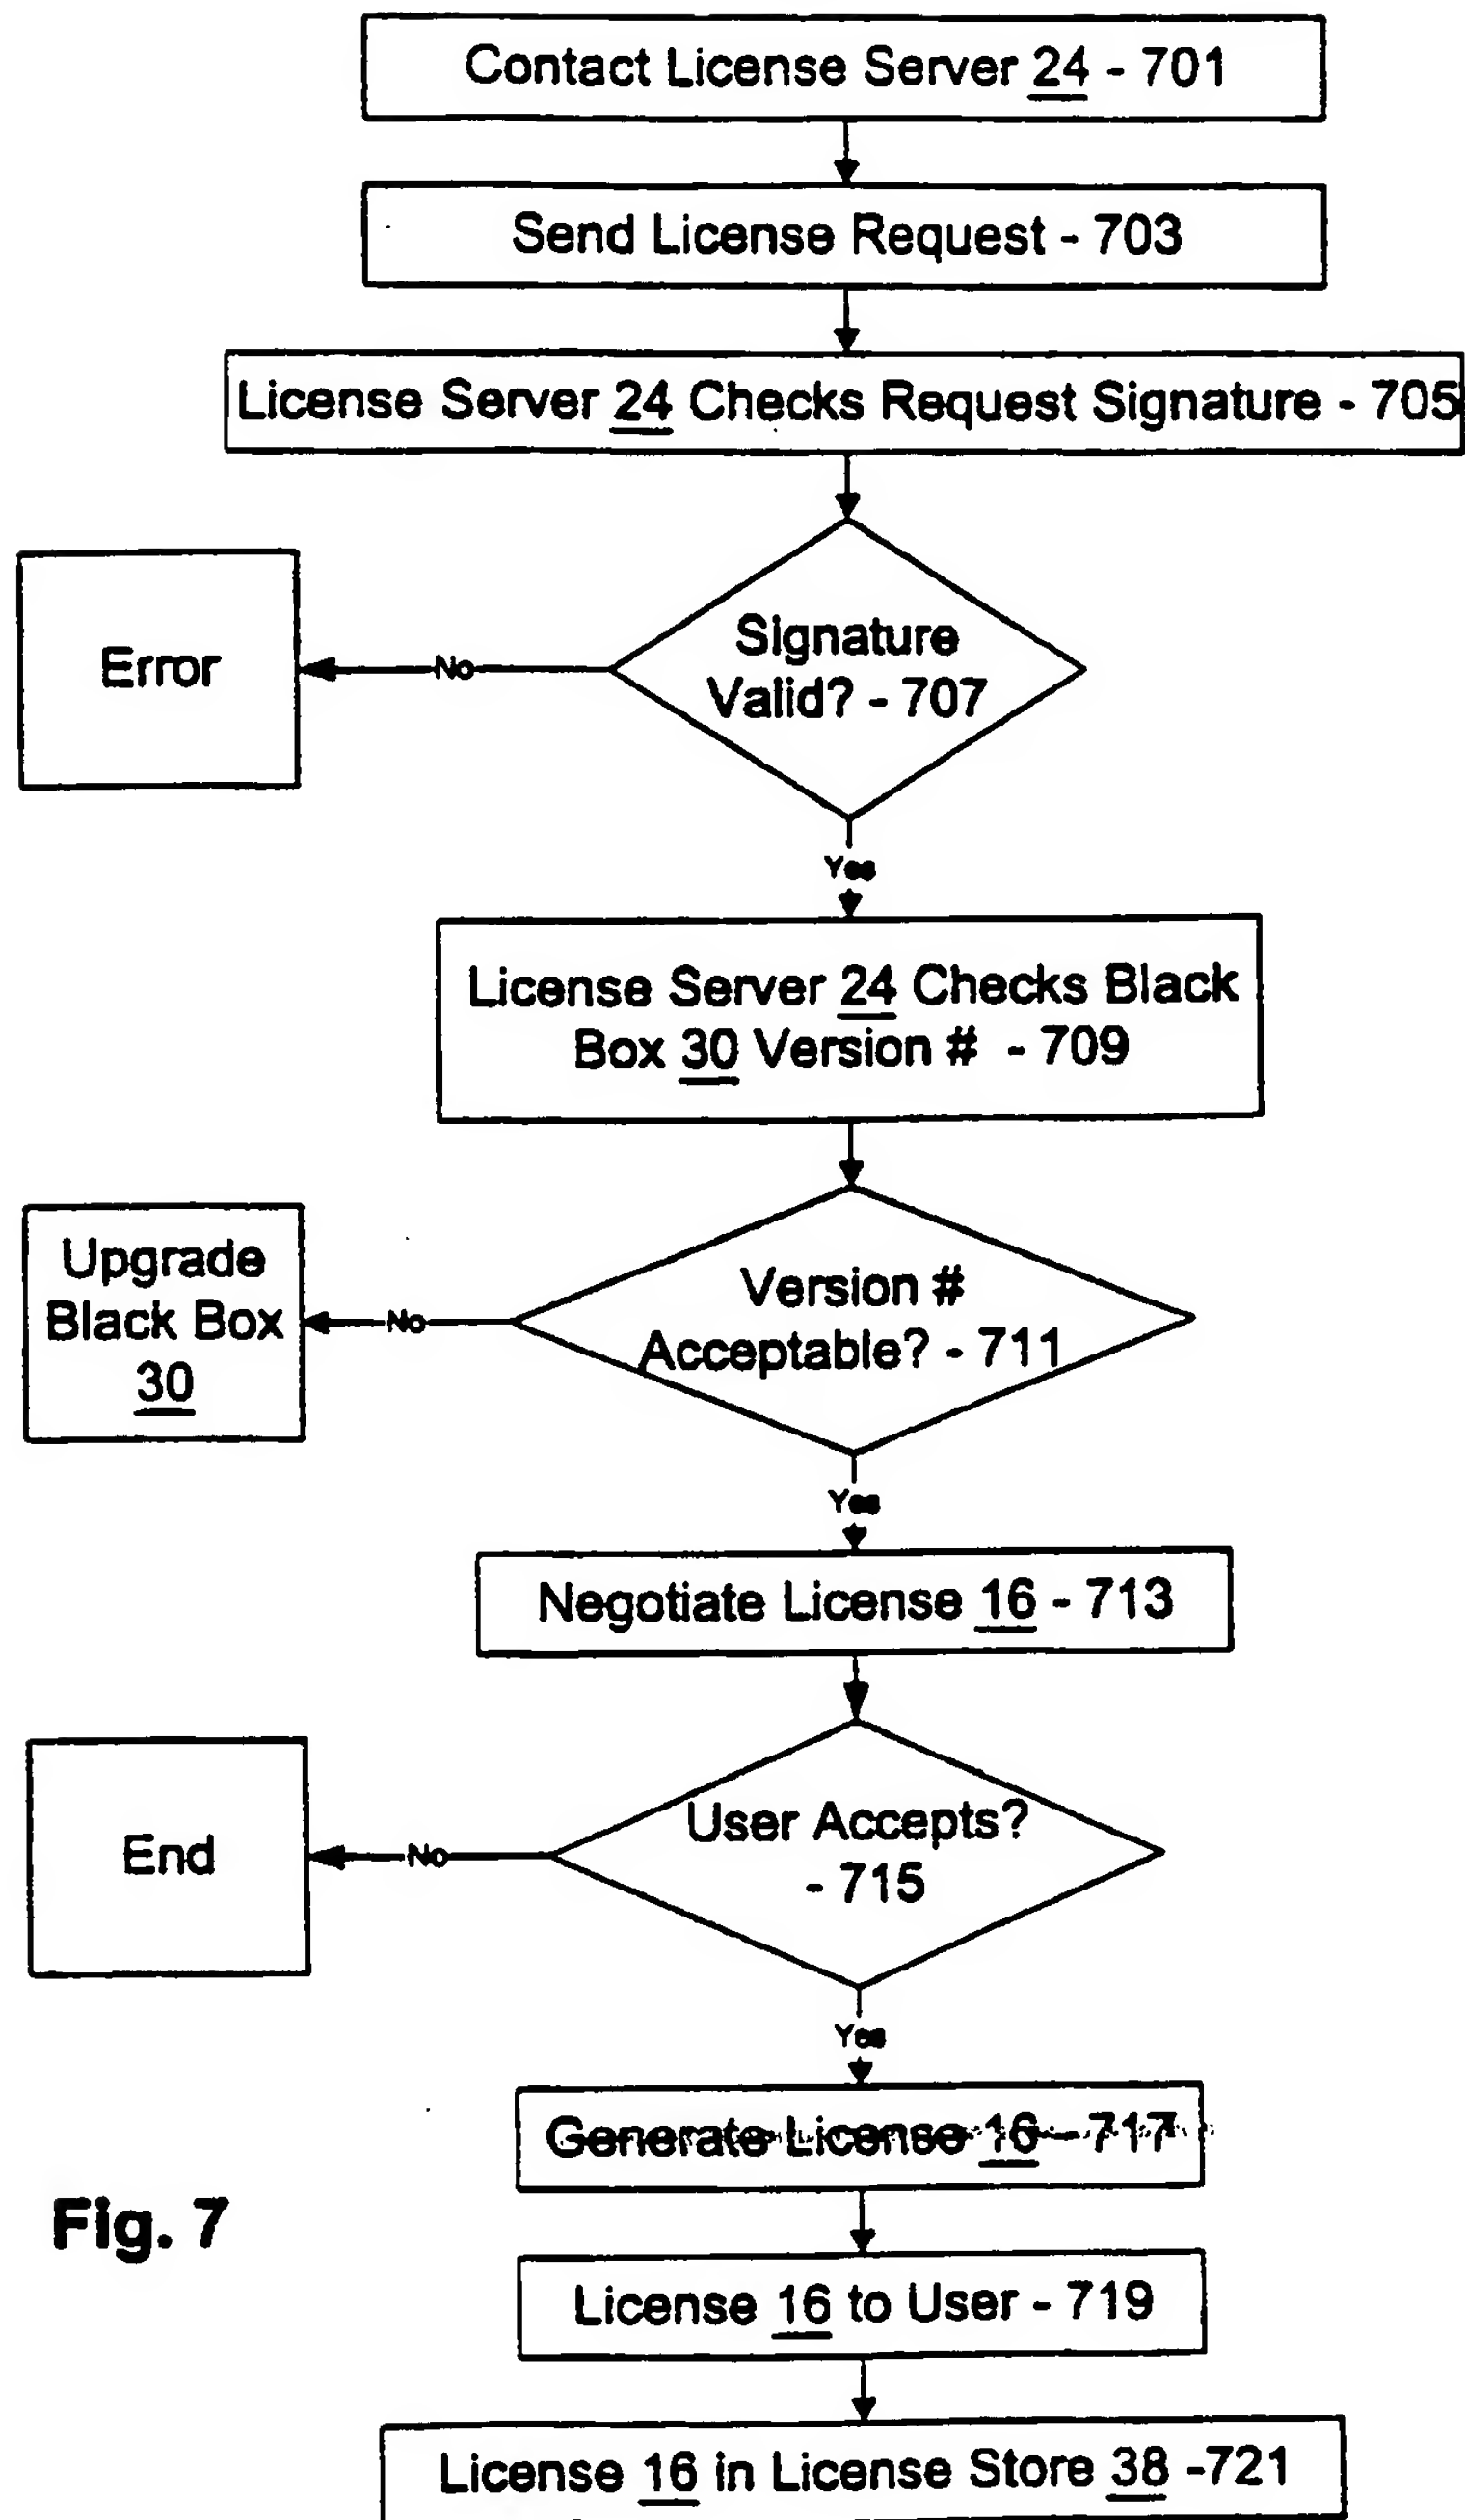 Contact License Server 24 - 701
Send License Request - 703
License Server 24 Checks Request Signature - 705
Signature
Valid? - 707
No
Error
Yes
License Server 24 Checks Black
Box 30 Version # - 709
Version #
Acceptable? - 711
No
Upgrade
Black Box
30
Yes
Negotiate License 16 - 713
User Accepts?
- 715
No
End
Yes
Generate License 16 - 717
Fig. 7
License 16 to User - 719
License 16 in License Store 38 -721